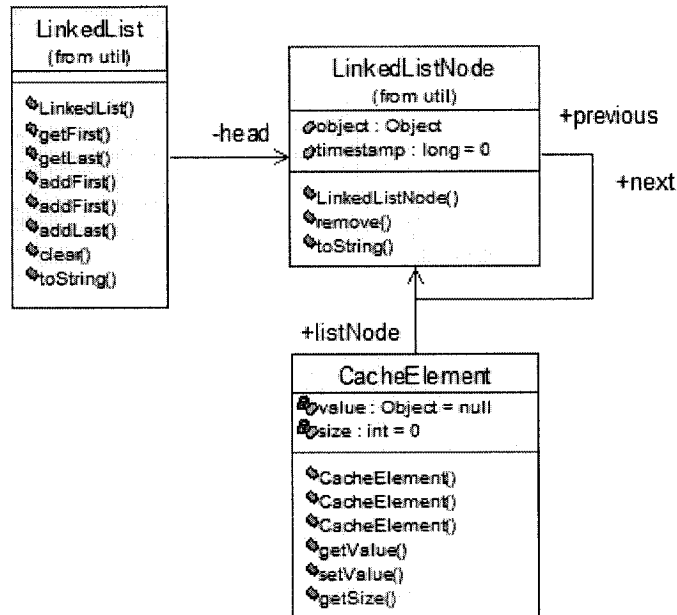 LinkedList
(from util)
LinkedList()
getFirst()
getLast()
addFirst()
addFirst()
addLast()
clear()
toString()
-head
LinkedListNode
(from util)
object : Object
timestamp : long = 0
LinkedListNode()
remove()
toString()
+previous
+next
+listNode
CacheElement
value : Object = null
size : int = 0
CacheElement()
CacheElement()
CacheElement()
getValue()
setValue()
getSize()